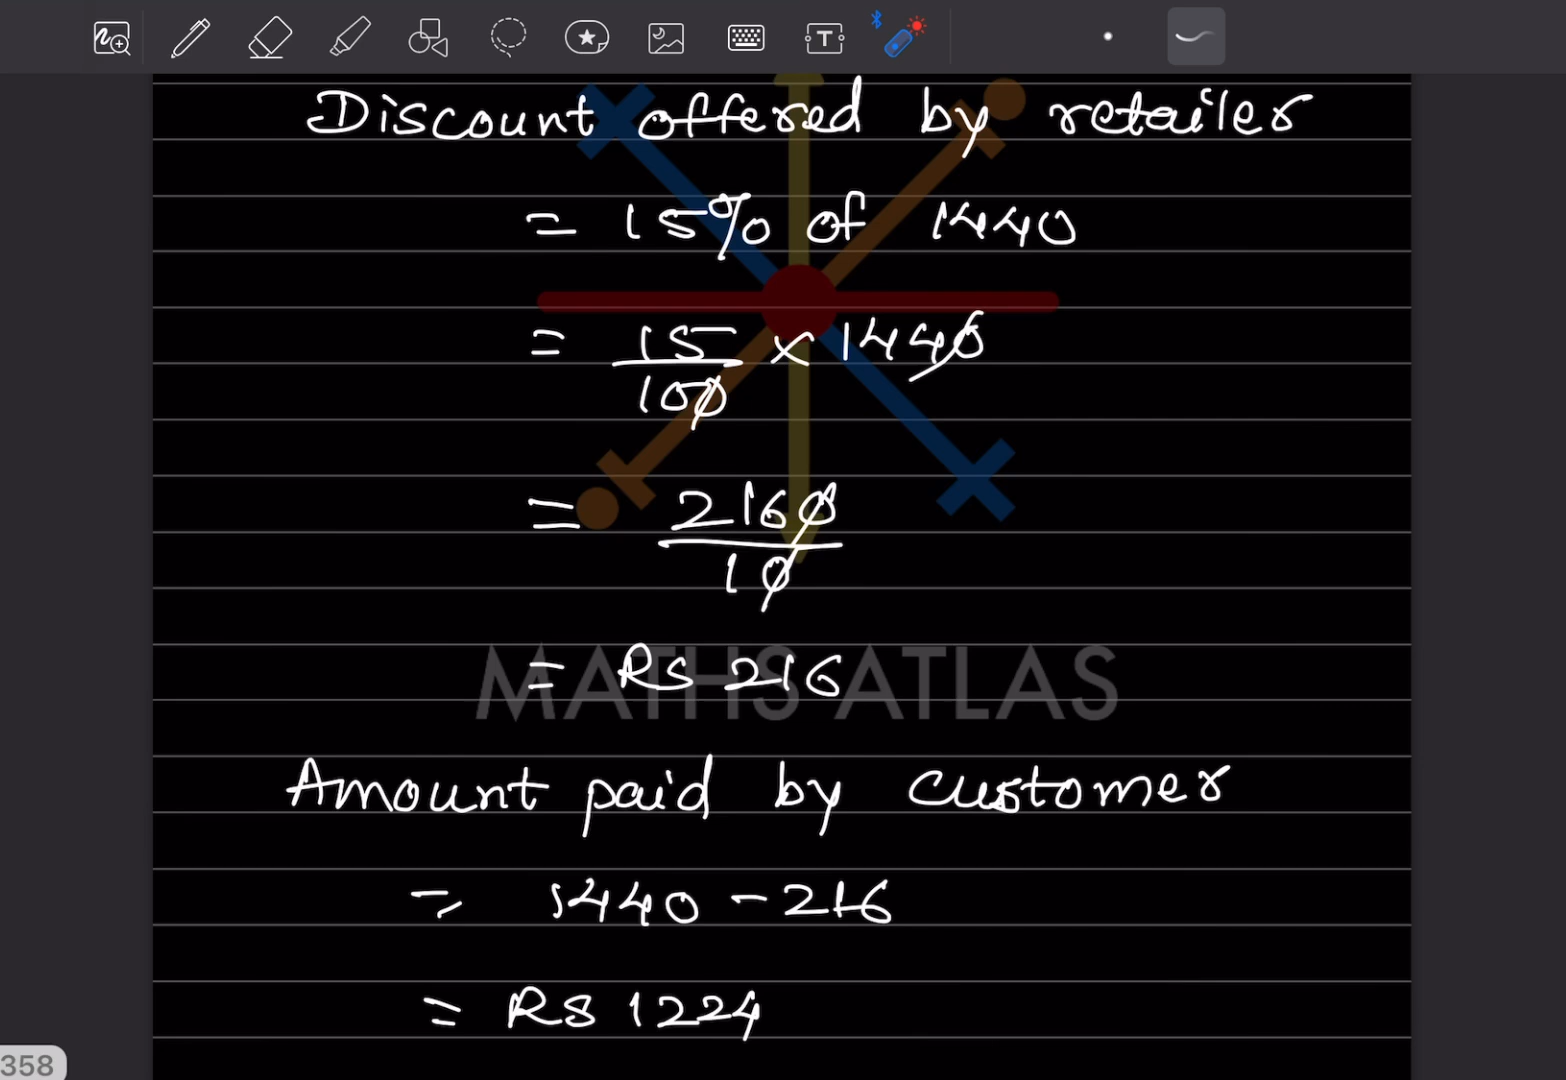 Discount offered by retailer
= 15% of 1440
= 15/100 × 1440
= 2160/10
= Rs 216
MATHS ATLAS
Amount paid by customer
= 1440 - 216
= Rs 1224
358